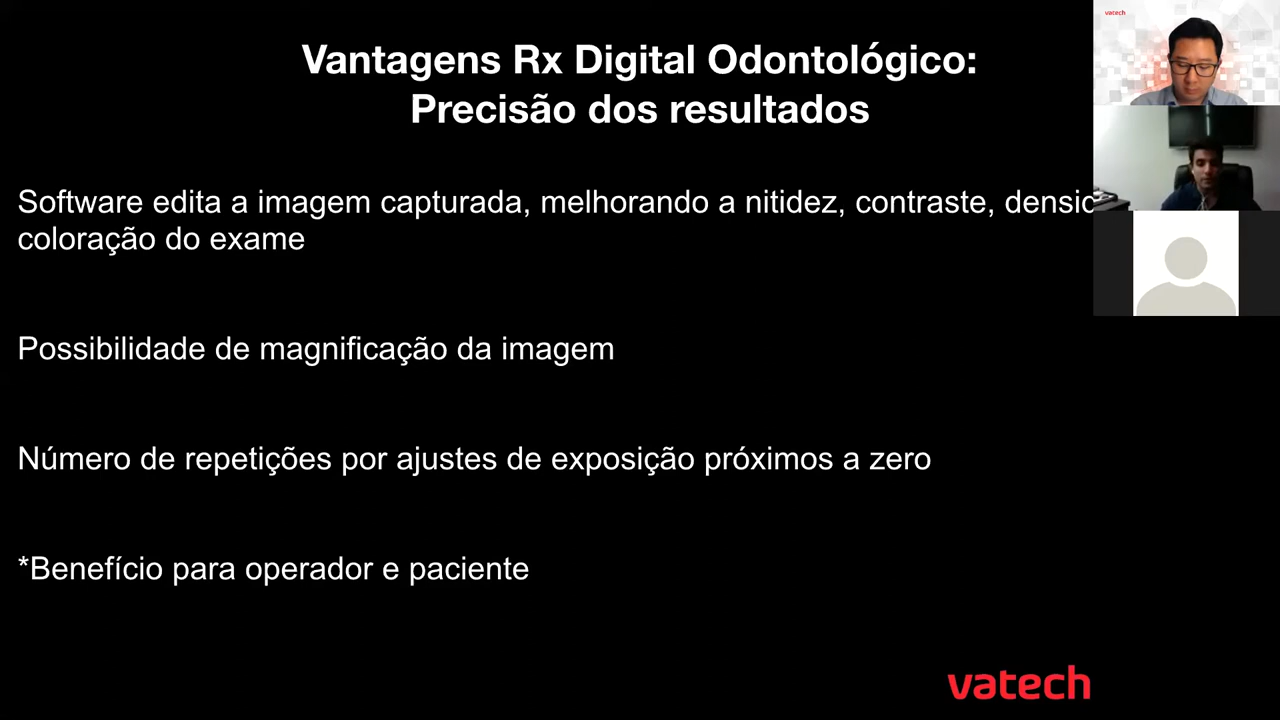 Vantagens Rx Digital Odontológico:
Precisão dos resultados
vatech
Software edita a imagem capturada, melhorando a nitidez, contraste,
coloração do exame
Possibilidade de magnificação da imagem
Número de repetições por ajustes de exposição próximos a zero
*Benefício para operador e paciente
vatech